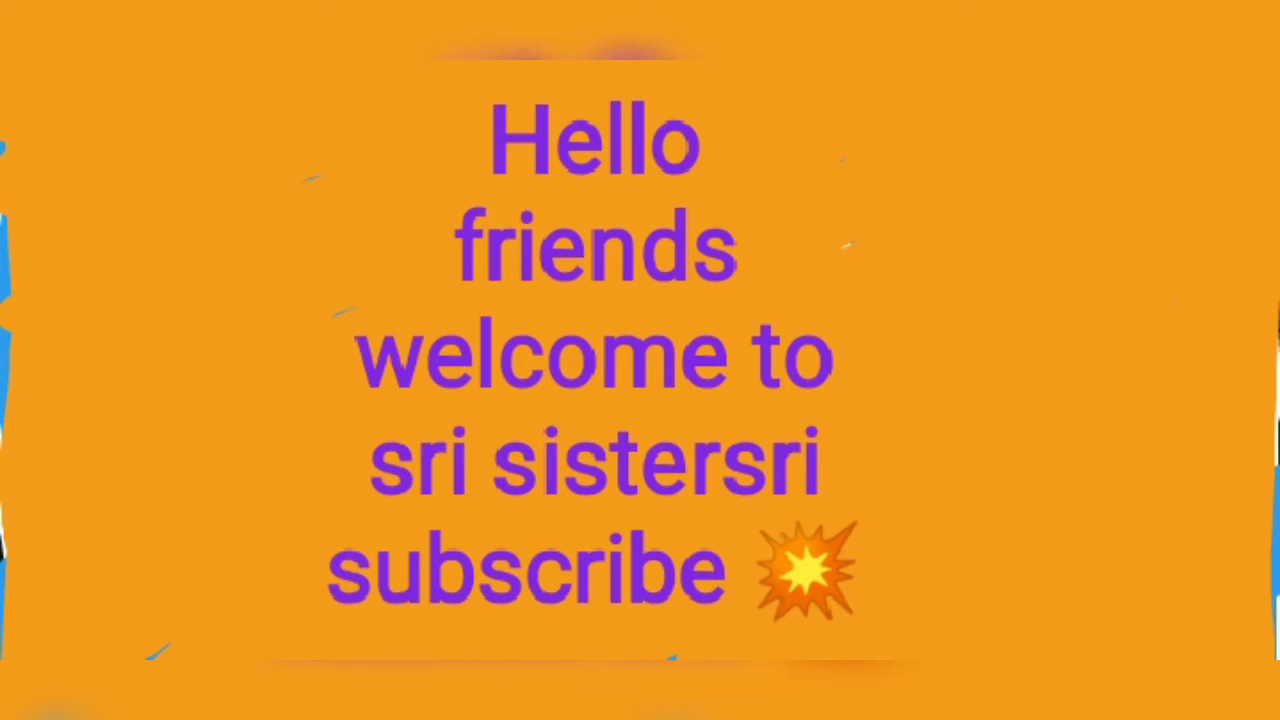 Hello
friends
welcome to
sri sistersri
subscribe 💥